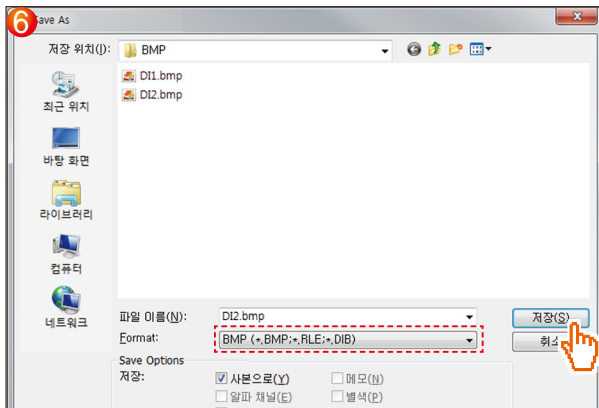 6
Save As
저장 위치(I):
BMP
DI1.bmp
DI2.bmp
최근 위치
바탕 화면
라이브러리
컴퓨터
네트워크
파일 이름(N):
DI2.bmp
저장(S)
Format:
BMP (*.BMP;*.RLE;*.DIB)
Save Options
저장:
사본으로(Y)
메모(N)
알파 채널(E)
별색(P)